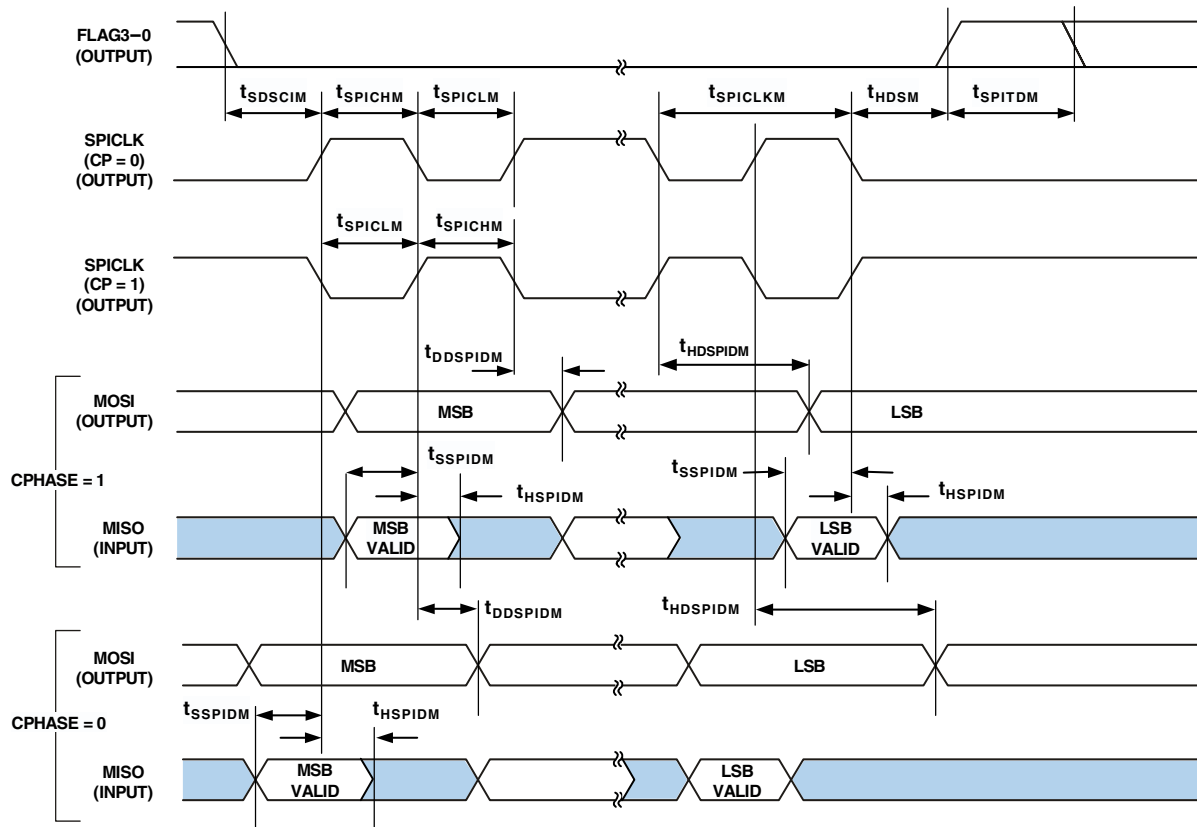 FLAG3–0
(OUTPUT)
tSDSCIM tSPICHM tSPICLM tSPICLKM tHDSM tSPITDM
SPICLK
(CP = 0)
(OUTPUT)
tSPICLM tSPICHM
SPICLK
(CP = 1)
(OUTPUT)
tDDSPIDM tHDSPIDM
CPHASE = 1
MOSI
(OUTPUT)
MSB LSB
tSSPIDM tHSPIDM tSSPIDM tHSPIDM
MISO
(INPUT)
MSB
VALID
LSB
VALID
tDDSPIDM tHDSPIDM
CPHASE = 0
MOSI
(OUTPUT)
MSB LSB
tSSPIDM tHSPIDM
MISO
(INPUT)
MSB
VALID
LSB
VALID